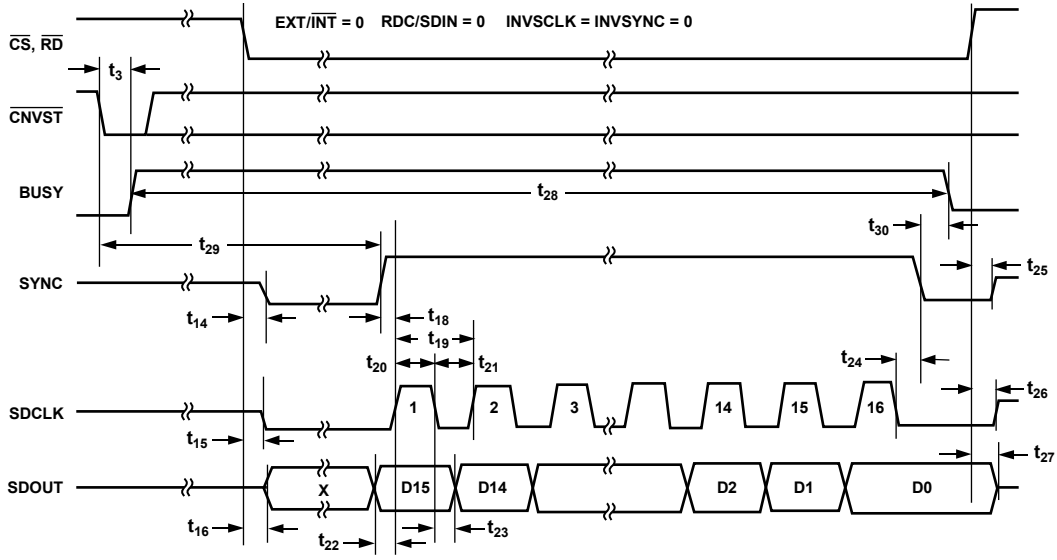 EXT/INT = 0 RDC/SDIN = 0 INVSCLK = INVSYNC = 0
CS, RD
t3
CNVST
BUSY
t28
t30
t29
t25
SYNC
t14
t18
t19
t20
t21
t24
t26
SDCLK
1 2 3 14 15 16
t15
t27
SDOUT
X D15 D14 D2 D1 D0
t16
t22
t23